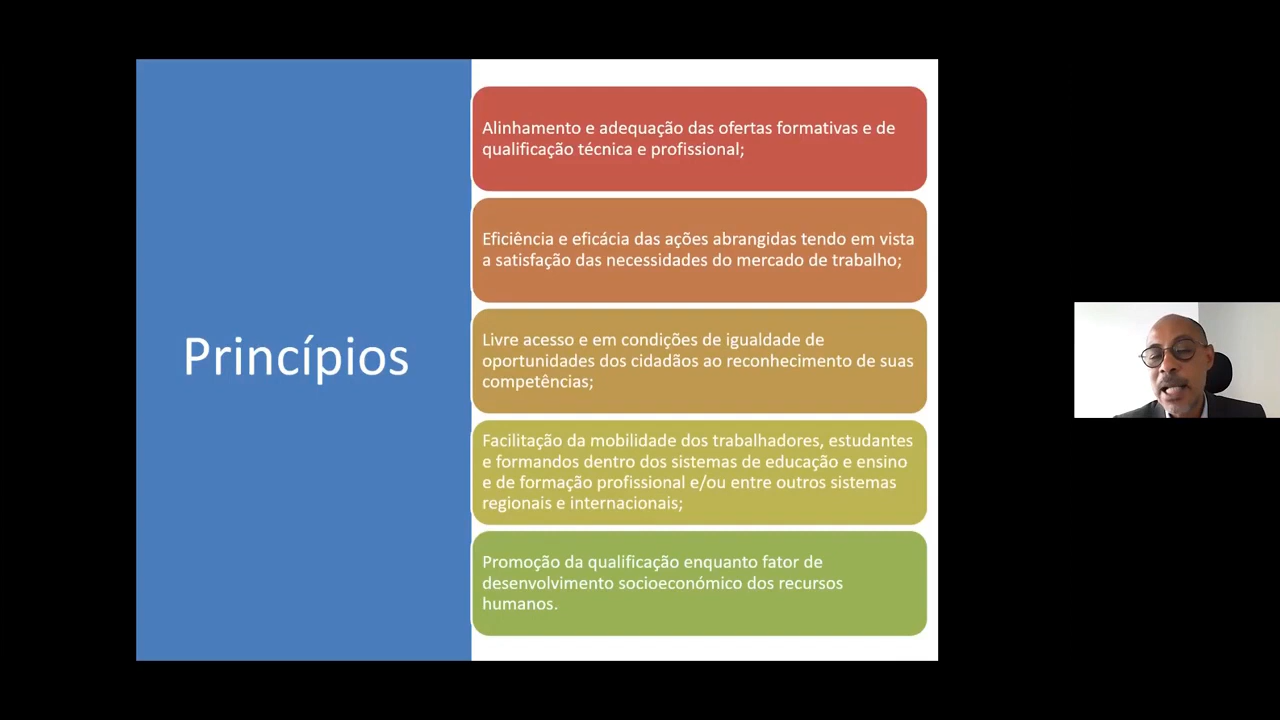 Princípios
Alinhamento e adequação das ofertas formativas e de
qualificação técnica e profissional;
Eficiência e eficácia das ações abrangidas tendo em vista
a satisfação das necessidades do mercado de trabalho;
Livre acesso e em condições de igualdade de
oportunidades dos cidadãos ao reconhecimento de suas
competências;
Facilitação da mobilidade dos trabalhadores, estudantes
e formandos dentro dos sistemas de educação e ensino
e de formação profissional e/ou entre outros sistemas
regionais e internacionais;
Promoção da qualificação enquanto fator de
desenvolvimento socioeconómico dos recursos
humanos.